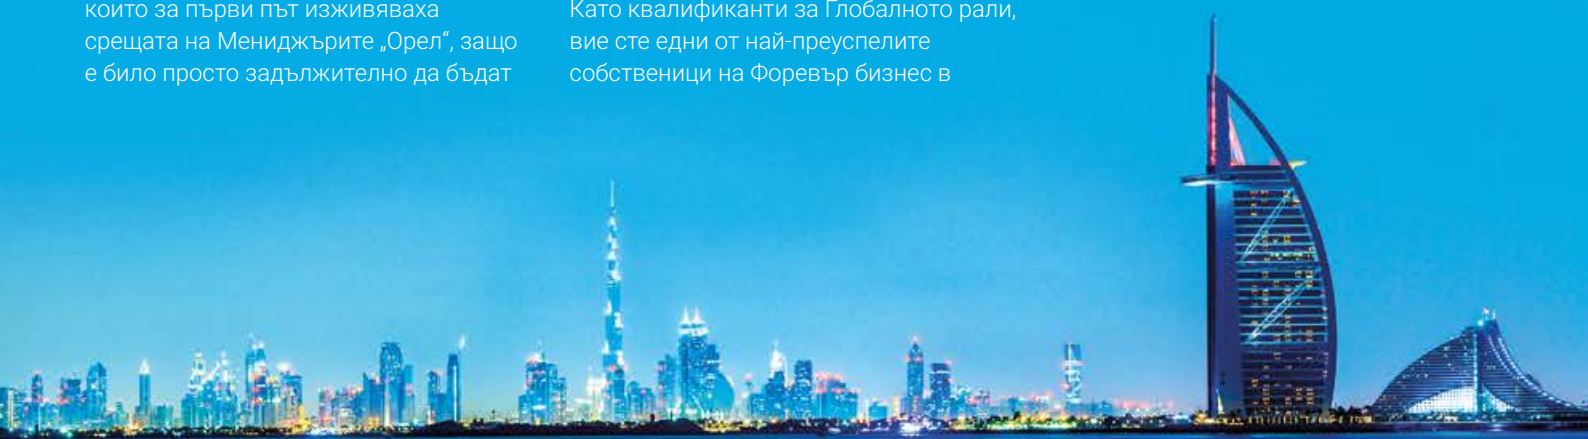 които за първи път изживяваха
срещата на Мениджърите „Орел“, защо
е било просто задължително да бъдат
Като квалификанти за Глобалното рали,
вие сте едни от най-преуспелите
собственици на Форевър бизнес в